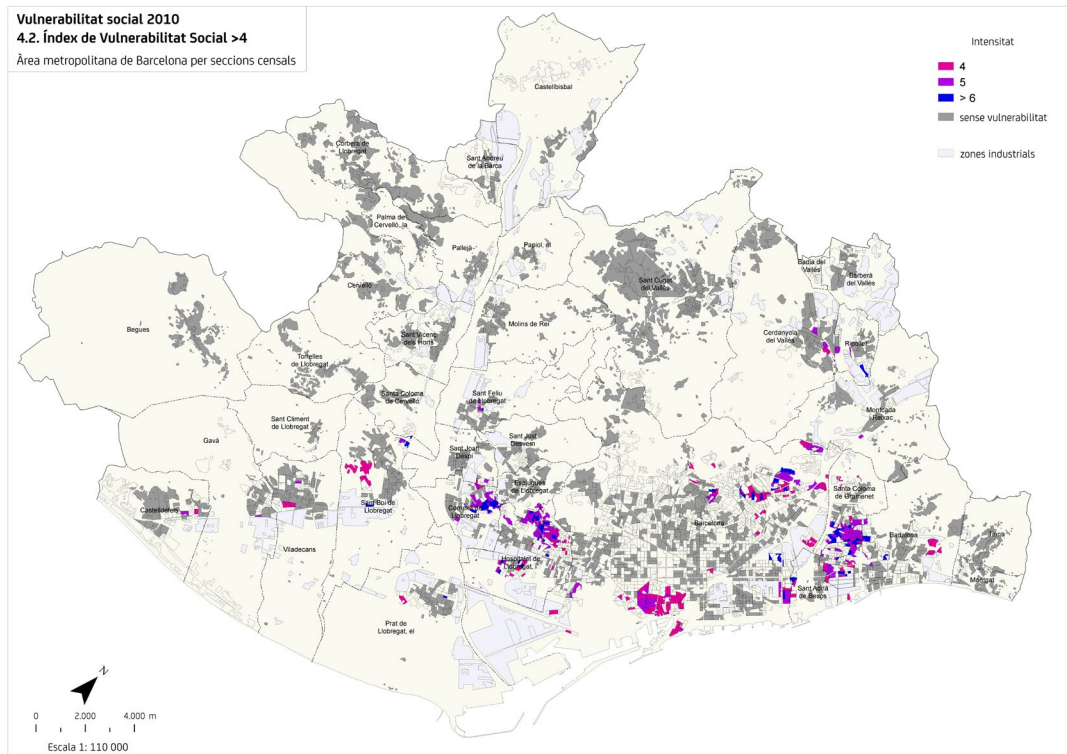 Vulnerabilitat social 2010
4.2. Índex de Vulnerabilitat Social >4
Àrea metropolitana de Barcelona per seccions censals
Intensitat
4
5
> 6
sense vulnerabilitat
zones industrials
Castellbisbal
Corbera de
Llobregat
Sant Andreu
de la Barca
Palma de
Cervelló, la
Pallejà
Papiol, el
Badia del
Vallès
Barberà
del Vallès
Sant Cugat
del Vallès
Cervelló
Begues
Molins de Rei
Sant Vicenç
dels Horts
Cerdanyola
del Vallès
Ripollet
Torrelles
de Llobregat
Santa Coloma
de Cervelló
Sant Feliu
de Llobregat
Montcada
i Reixac
Sant Climent
de Llobregat
Gavà
Sant Just
Desvern
Sant Joan
Despí
Esplugues
de Llobregat
Santa Coloma
de Gramenet
Castelldefels
Sant Boi de
Llobregat
Cornellà de
Llobregat
Barcelona
Badalona
Tiana
Viladecans
Hospitalet de
Llobregat, l'
Montgat
Sant Adrià
de Besòs
Prat de
Llobregat, el
N
0 2.000 4.000 m
Escala 1: 110 000